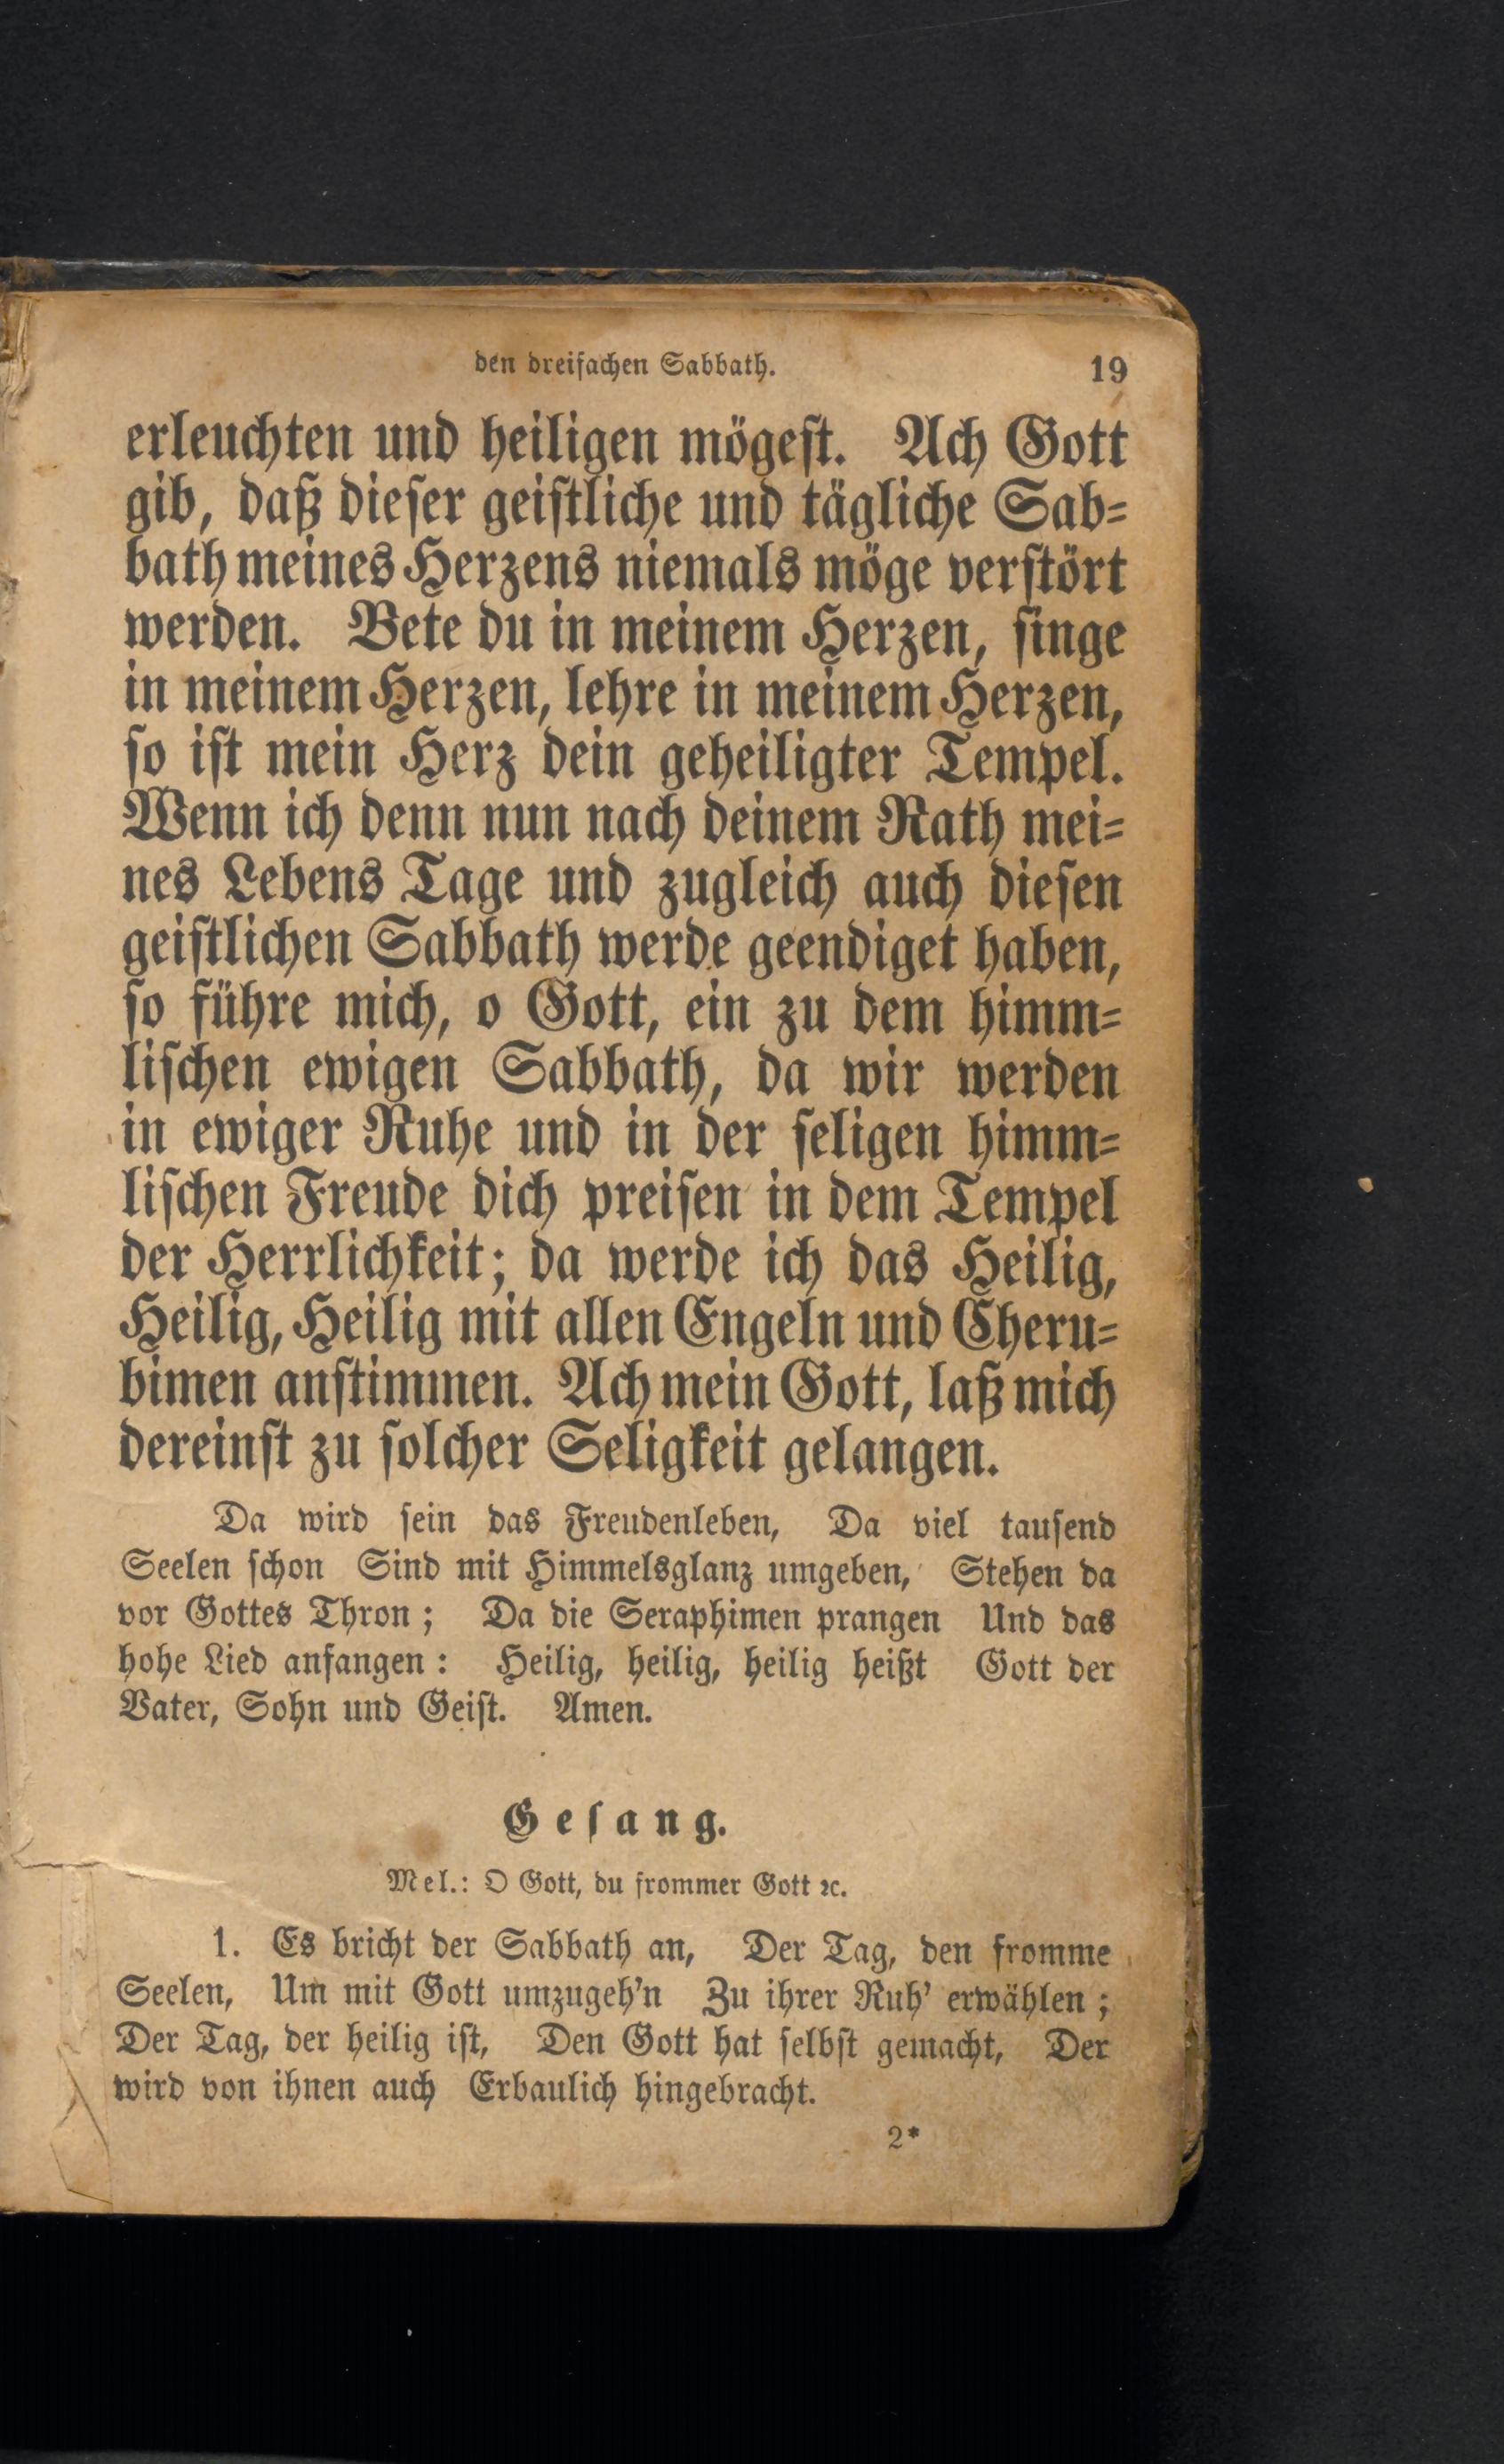 den dreifachen Sabbath. 19
erleuchten und heiligen mögeſt. Ach Gott
gib, daß dieſer geiſtliche und tägliche Sab=
bath meines Herzens niemals möge verſtört
werden. Bete du in meinem Herzen, ſinge
in meinem Herzen, lehre in meinem Herzen,
ſo iſt mein Herz dein geheiligter Tempel.
Wenn ich denn nun nach deinem Rath mei=
nes Lebens Tage und zugleich auch dieſen
geiſtlichen Sabbath werde geendiget haben,
ſo führe mich, o Gott, ein zu dem himm=
liſchen ewigen Sabbath, da wir werden
in ewiger Ruhe und in der ſeligen himm=
liſchen Freude dich preiſen in dem Tempel
der Herrlichkeit; da werde ich das Heilig,
Heilig, Heilig mit allen Engeln und Cheru=
bimen anſtimmen. Ach mein Gott, laß mich
dereinſt zu ſolcher Seligkeit gelangen.
Da wird ſein das Freudenleben, Da viel tauſend
Seelen ſchon Sind mit Himmelsglanz umgeben, Stehen da
vor Gottes Thron; Da die Seraphimen prangen Und das
hohe Lied anfangen: Heilig, heilig, heilig heißt Gott der
Vater, Sohn und Geiſt. Amen.
Geſang.
Mel.: O Gott, du frommer Gott ꝛc.
1. Es bricht der Sabbath an, Der Tag, den fromme
Seelen, Um mit Gott umzugeh'n Zu ihrer Ruh' erwählen;
Der Tag, der heilig iſt, Den Gott hat ſelbſt gemacht, Der
wird von ihnen auch Erbaulich hingebracht.
2*